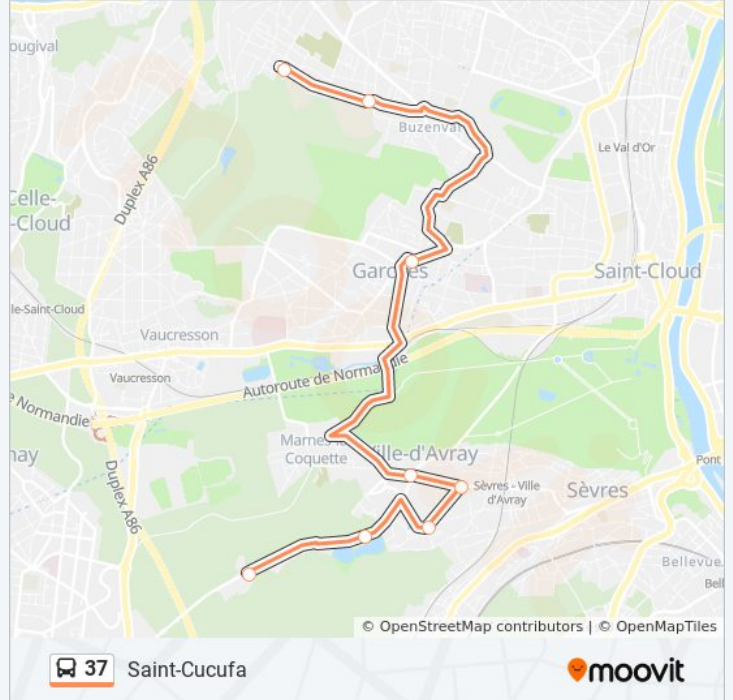 ougival
Buzenval
Le Val d'Or
Duplex A86
Celle-
-Cloud
Garches
Saint-Cloud
le-Saint-Cloud
Vaucresson
Vaucresson
Autoroute de Normandie
Normandie
Marnes-la-
Coquette
Ville-d'Avray
nay
Duplex A86
Sèvres - Ville
d'Avray
Sèvres
Pont
Bellevue
Bell
© OpenStreetMap contributors | © OpenMapTiles
37 Saint-Cucufa
moovit